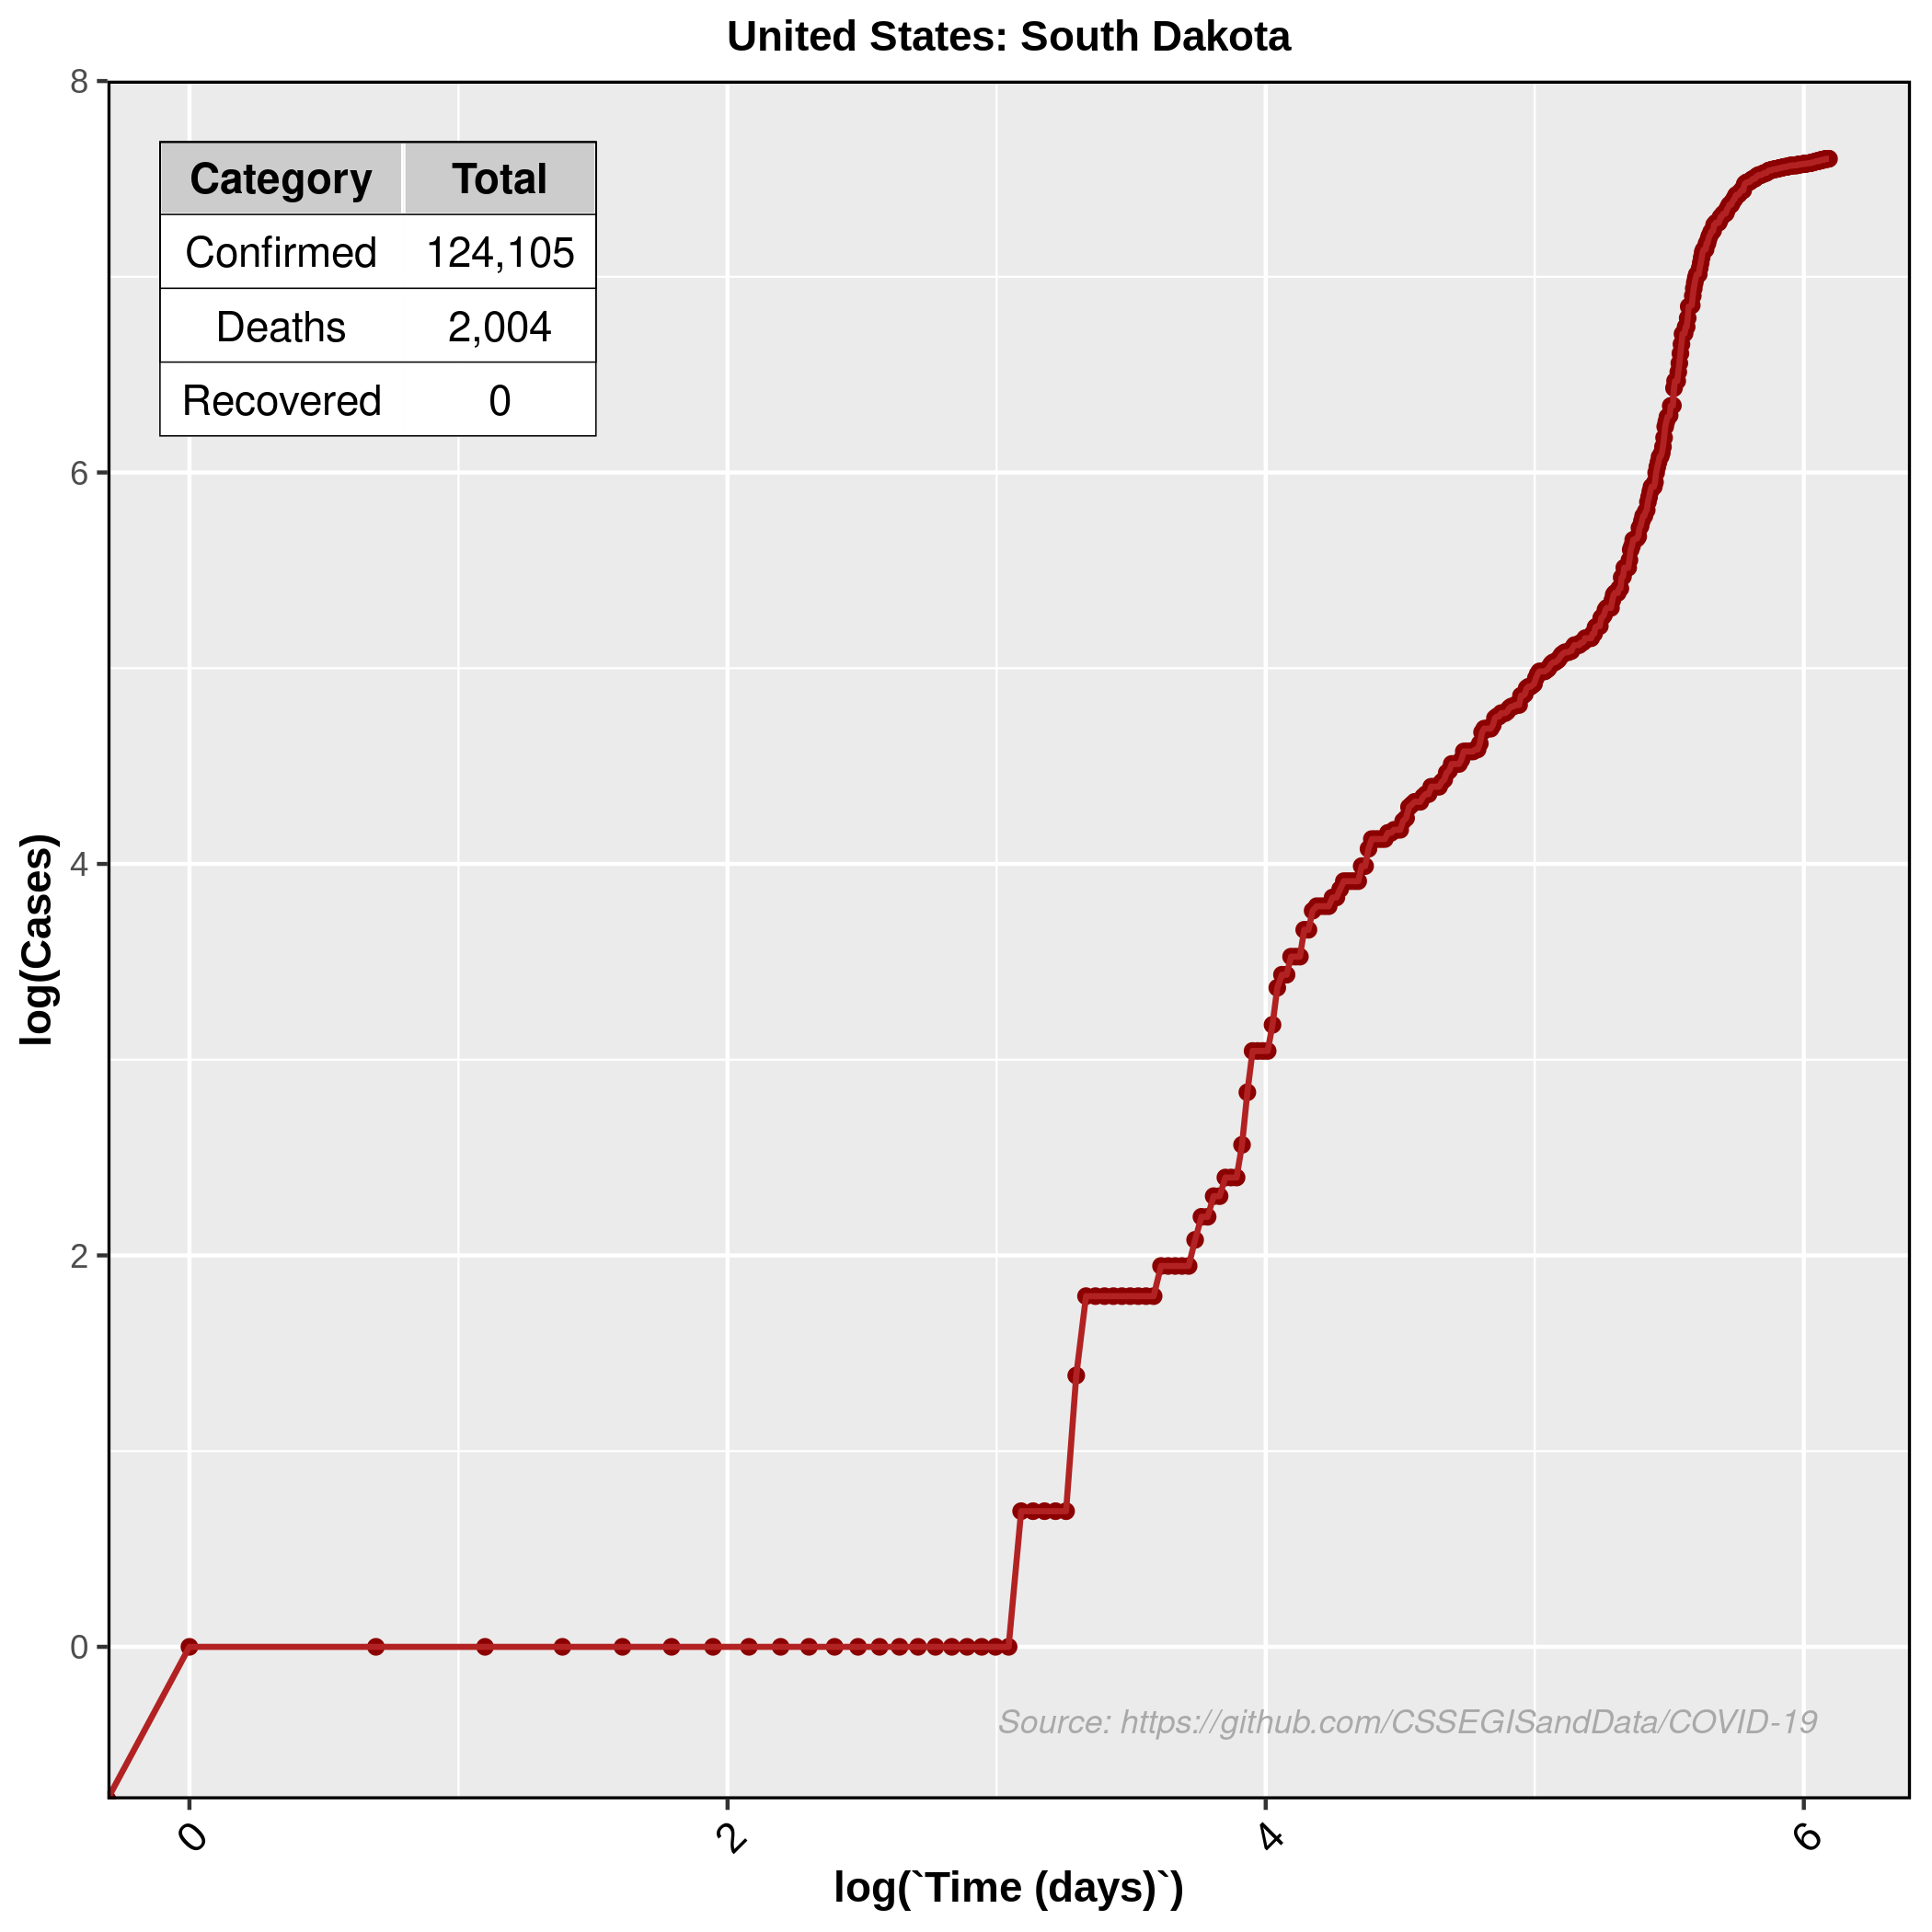 United States: South Dakota
8
6
4
2
0
Category Total
Confirmed 124,105
Deaths 2,004
Recovered 0
log(Cases)
Source: https://github.com/CSSEGISandData/COVID-19
0 2 4 6
log(`Time (days)`)